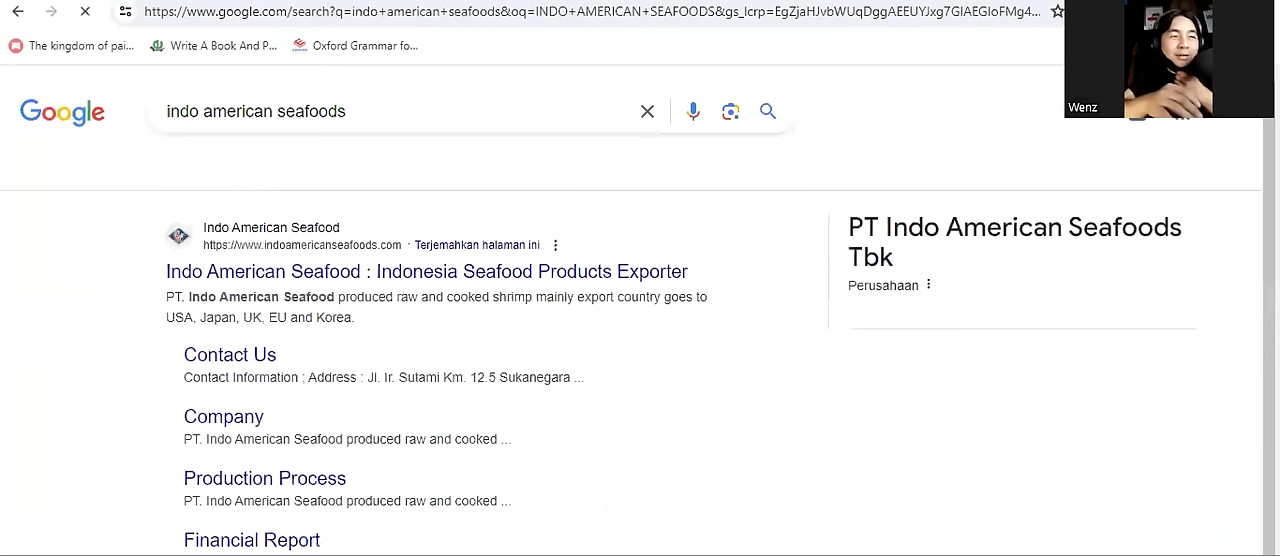 https://www.google.com/search?q=indo+american+seafoods&oq=INDO+AMERICAN+SEAFOODS&gs_lcrp=EgZjaHJvbWUqDggAEEUYJxg7GIAEGIoFMg4...
The kingdom of pai...
Write A Book And P...
Oxford Grammar fo...
Wenz
Google
indo american seafoods
Indo American Seafood
https://www.indoamericanseafoods.com · Terjemahkan halaman ini
Indo American Seafood : Indonesia Seafood Products Exporter
PT. Indo American Seafood produced raw and cooked shrimp mainly export country goes to
USA, Japan, UK, EU and Korea.
Contact Us
Contact Information ; Address : Jl. Ir. Sutami Km. 12.5 Sukanegara ...
Company
PT. Indo American Seafood produced raw and cooked ...
Production Process
PT. Indo American Seafood produced raw and cooked ...
Financial Report
PT Indo American Seafoods
Tbk
Perusahaan